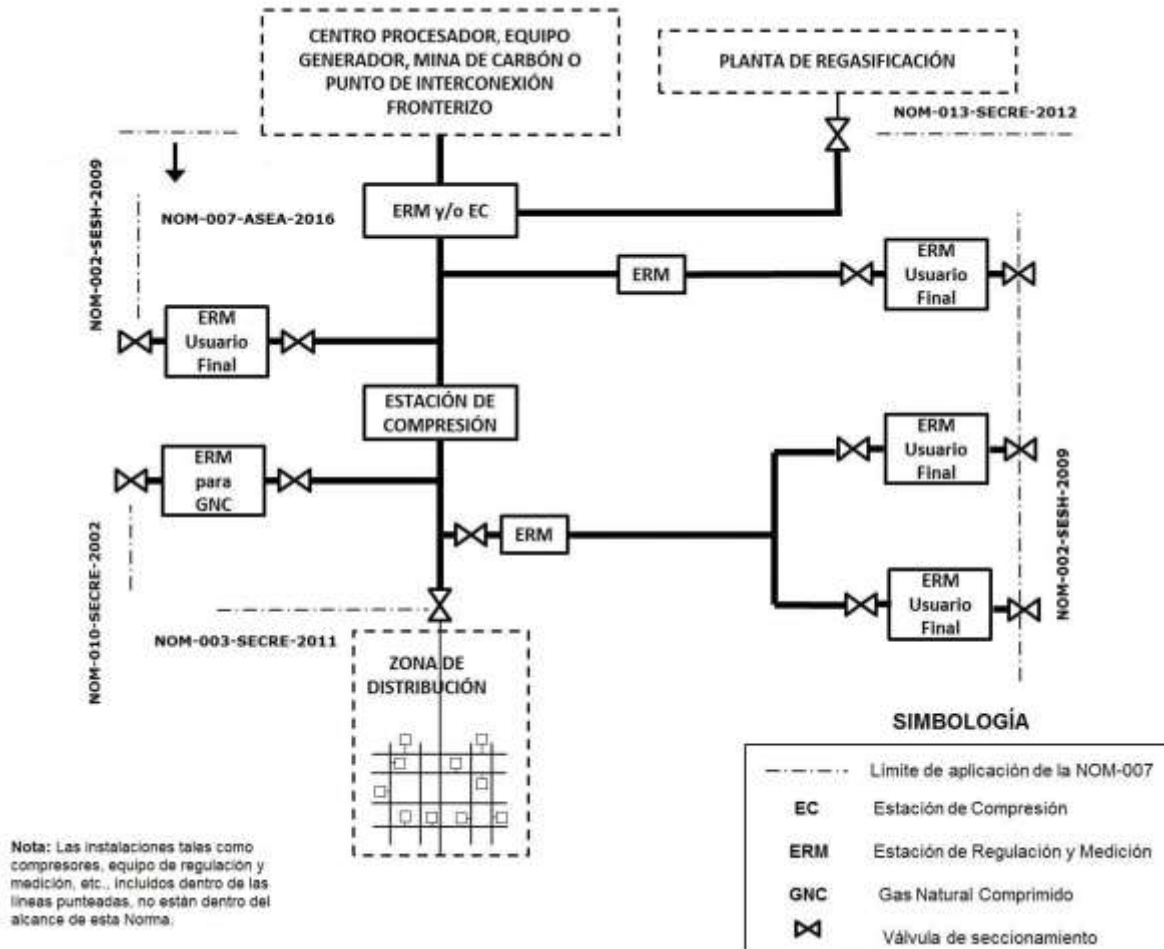 CENTRO PROCESADOR, EQUIPO
GENERADOR, MINA DE CARBÓN O
PUNTO DE INTERCONEXIÓN
FRONTERIZO
PLANTA DE REGASIFICACIÓN
NOM-013-SECRE-2012
NOM-002-SESH-2009
NOM-007-ASEA-2016
ERM y/o EC
ERM
ERM
Usuario
Final
ERM
Usuario
Final
ESTACIÓN DE
COMPRESIÓN
ERM
Usuario
Final
ERM
para
GNC
NOM-010-SECRE-2002
ERM
NOM-002-SESH-2009
ERM
Usuario
Final
NOM-003-SECRE-2011
ZONA DE
DISTRIBUCIÓN
SIMBOLOGÍA
Límite de aplicación de la NOM-007
EC Estación de Compresión
ERM Estación de Regulación y Medición
GNC Gas Natural Comprimido
Válvula de seccionamiento
Nota: Las instalaciones tales como
compresores, equipo de regulación y
medición, etc., incluidos dentro de las
líneas punteadas, no están dentro del
alcance de esta Norma.